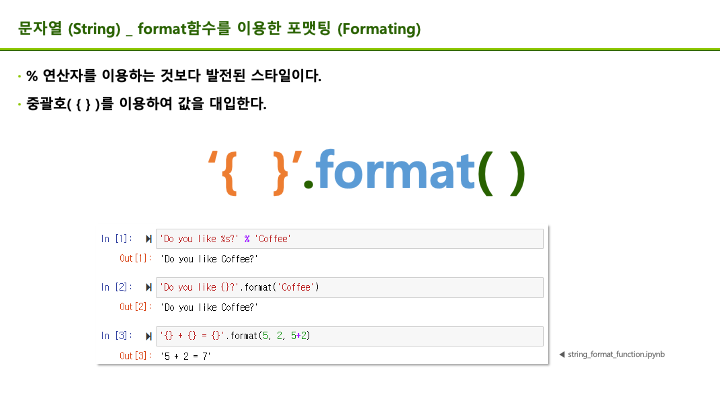 문자열 (String) _ format함수를 이용한 포맷팅 (Formating)
• % 연산자를 이용하는 것보다 발전된 스타일이다.
• 중괄호( { } )를 이용하여 값을 대입한다.
‘{ }’.format( )
In [1]: 'Do you like %s?' % 'Coffee'
Out[1]: 'Do you like Coffee?'
In [2]: 'Do you like {}?'.format('Coffee')
Out[2]: 'Do you like Coffee?'
In [3]: '{} + {} = {}'.format(5, 2, 5+2)
Out[3]: '5 + 2 = 7'
◀ string_format_function.ipynb